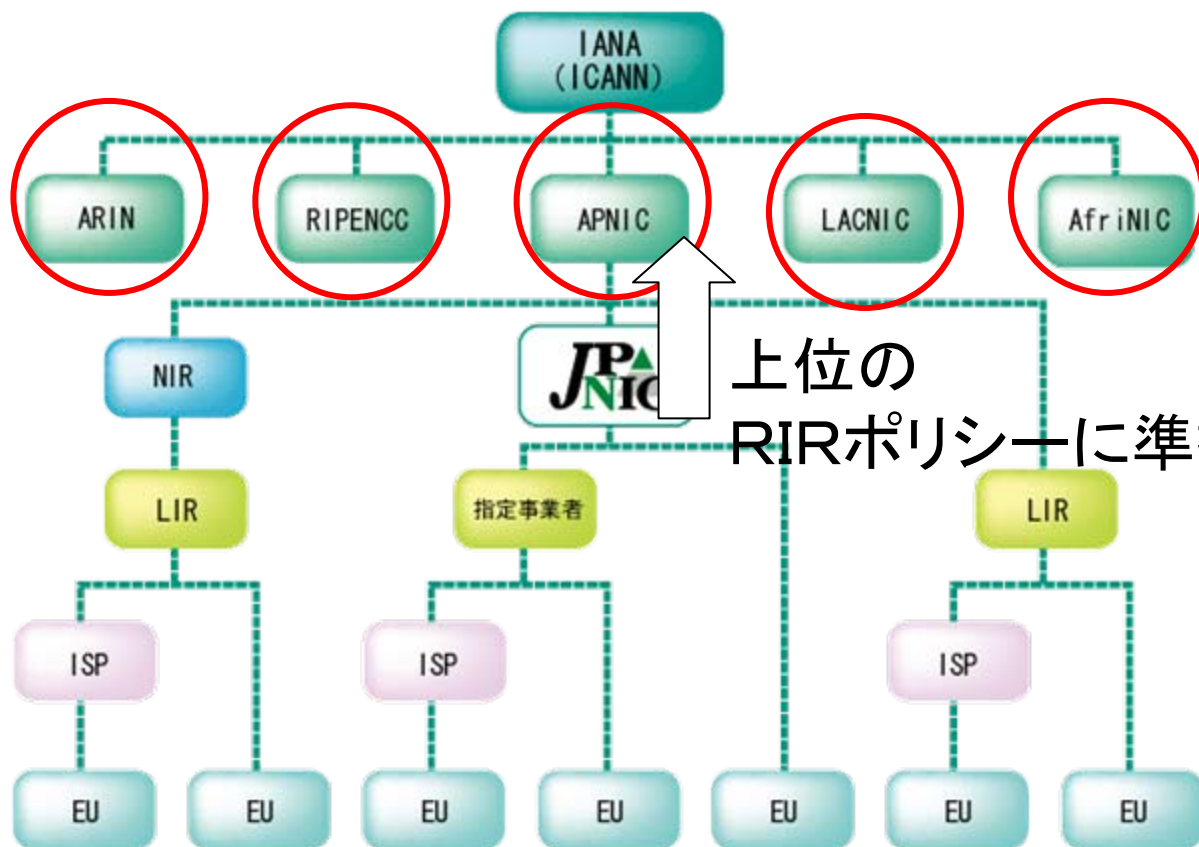 IANA
(ICANN)
ARIN
RIPENCC
APNIC
LACNIC
AfriNIC
NIR
JPNIC
上位の
RIRポリシーに準
LIR
指定事業者
LIR
ISP
ISP
ISP
EU
EU
EU
EU
EU
EU
EU